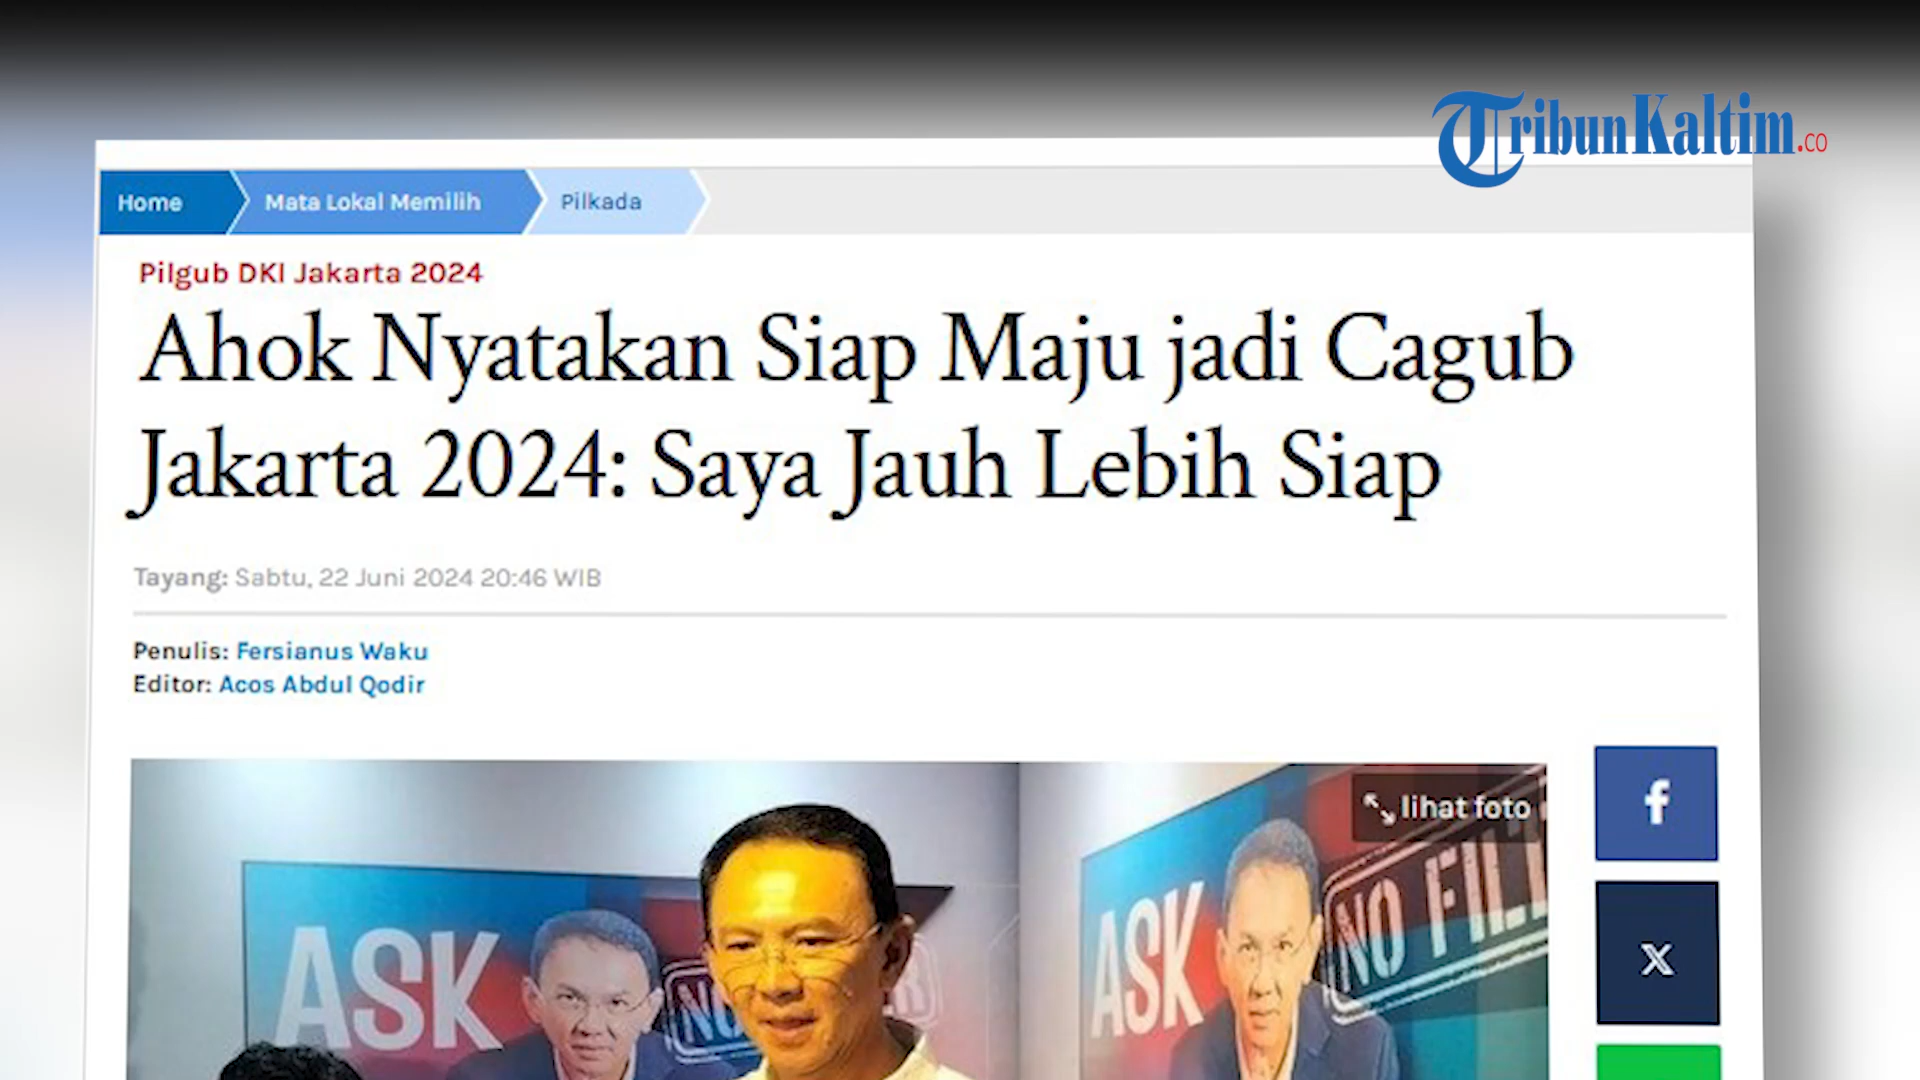 TribunKaltim.co
Home
Mata Lokal Memilih
Pilkada
Pilgub DKI Jakarta 2024
Ahok Nyatakan Siap Maju jadi Cagub
Jakarta 2024: Saya Jauh Lebih Siap
Tayang: Sabtu, 22 Juni 2024 20:46 WIB
Penulis: Fersianus Waku
Editor: Acos Abdul Qodir
lihat foto
f
X
ASK
NO
ASK
NO FIL